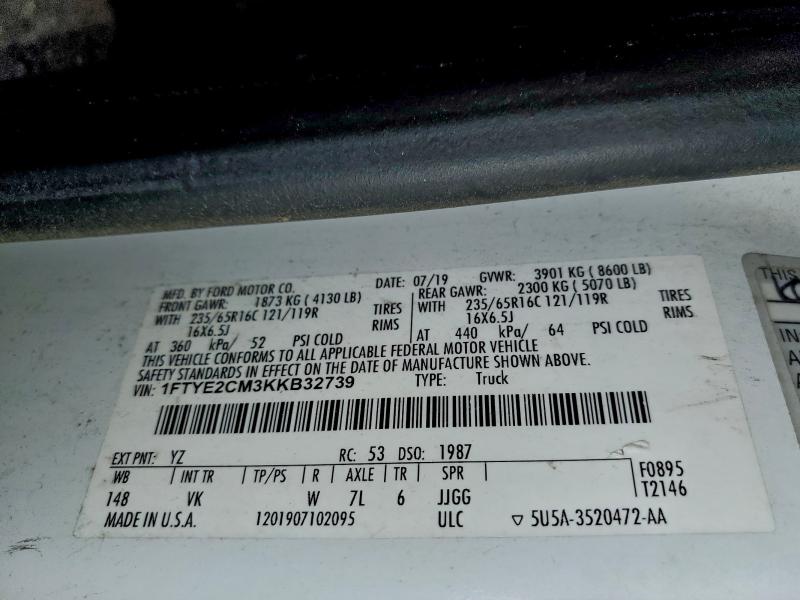 MFD. BY FORD MOTOR CO. DATE: 07/19 GVWR: 3901 KG ( 8600 LB)
FRONT GAWR: 1873 KG ( 4130 LB) REAR GAWR: 2300 KG ( 5070 LB)
WITH 235/65R16C 121/119R TIRES WITH 235/65R16C 121/119R TIRES
16X6.5J RIMS 16X6.5J RIMS
AT 360 kPa/ 52 PSI COLD AT 440 kPa/ 64 PSI COLD
THIS VEHICLE CONFORMS TO ALL APPLICABLE FEDERAL MOTOR VEHICLE
SAFETY STANDARDS IN EFFECT ON THE DATE OF MANUFACTURE SHOWN ABOVE.
VIN: 1FTYE2CM3KKB32739 TYPE: Truck
EXT PNT: YZ RC: 53 DSO: 1987
WB INT TR TP/PS R AXLE TR SPR F0895
148 VK W 7L 6 JJGG T2146
MADE IN U.S.A. 1201907102095 ULC ▽ 5U5A-3520472-AA
THIS
IN